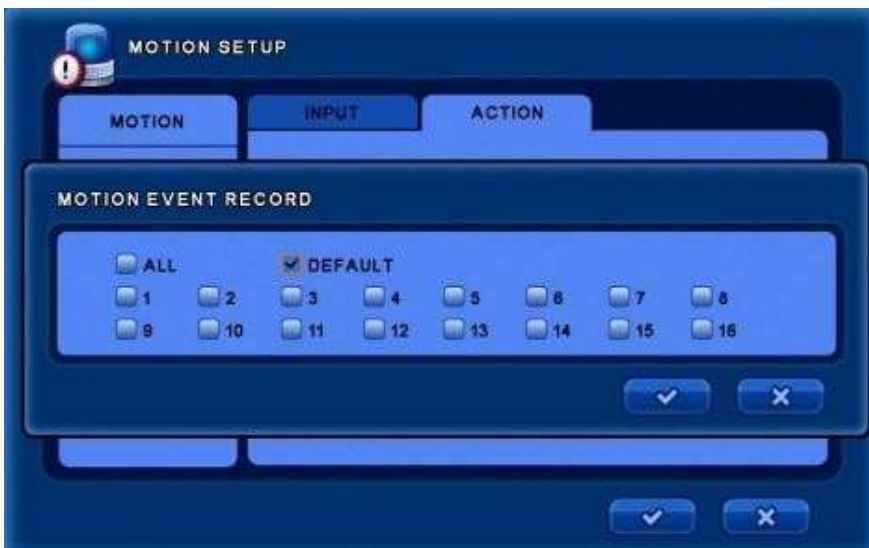 MOTION SETUP
MOTION INPUT ACTION
MOTION EVENT RECORD
ALL DEFAULT
1 2 3 4 5 6 7 8
9 10 11 12 13 14 15 16